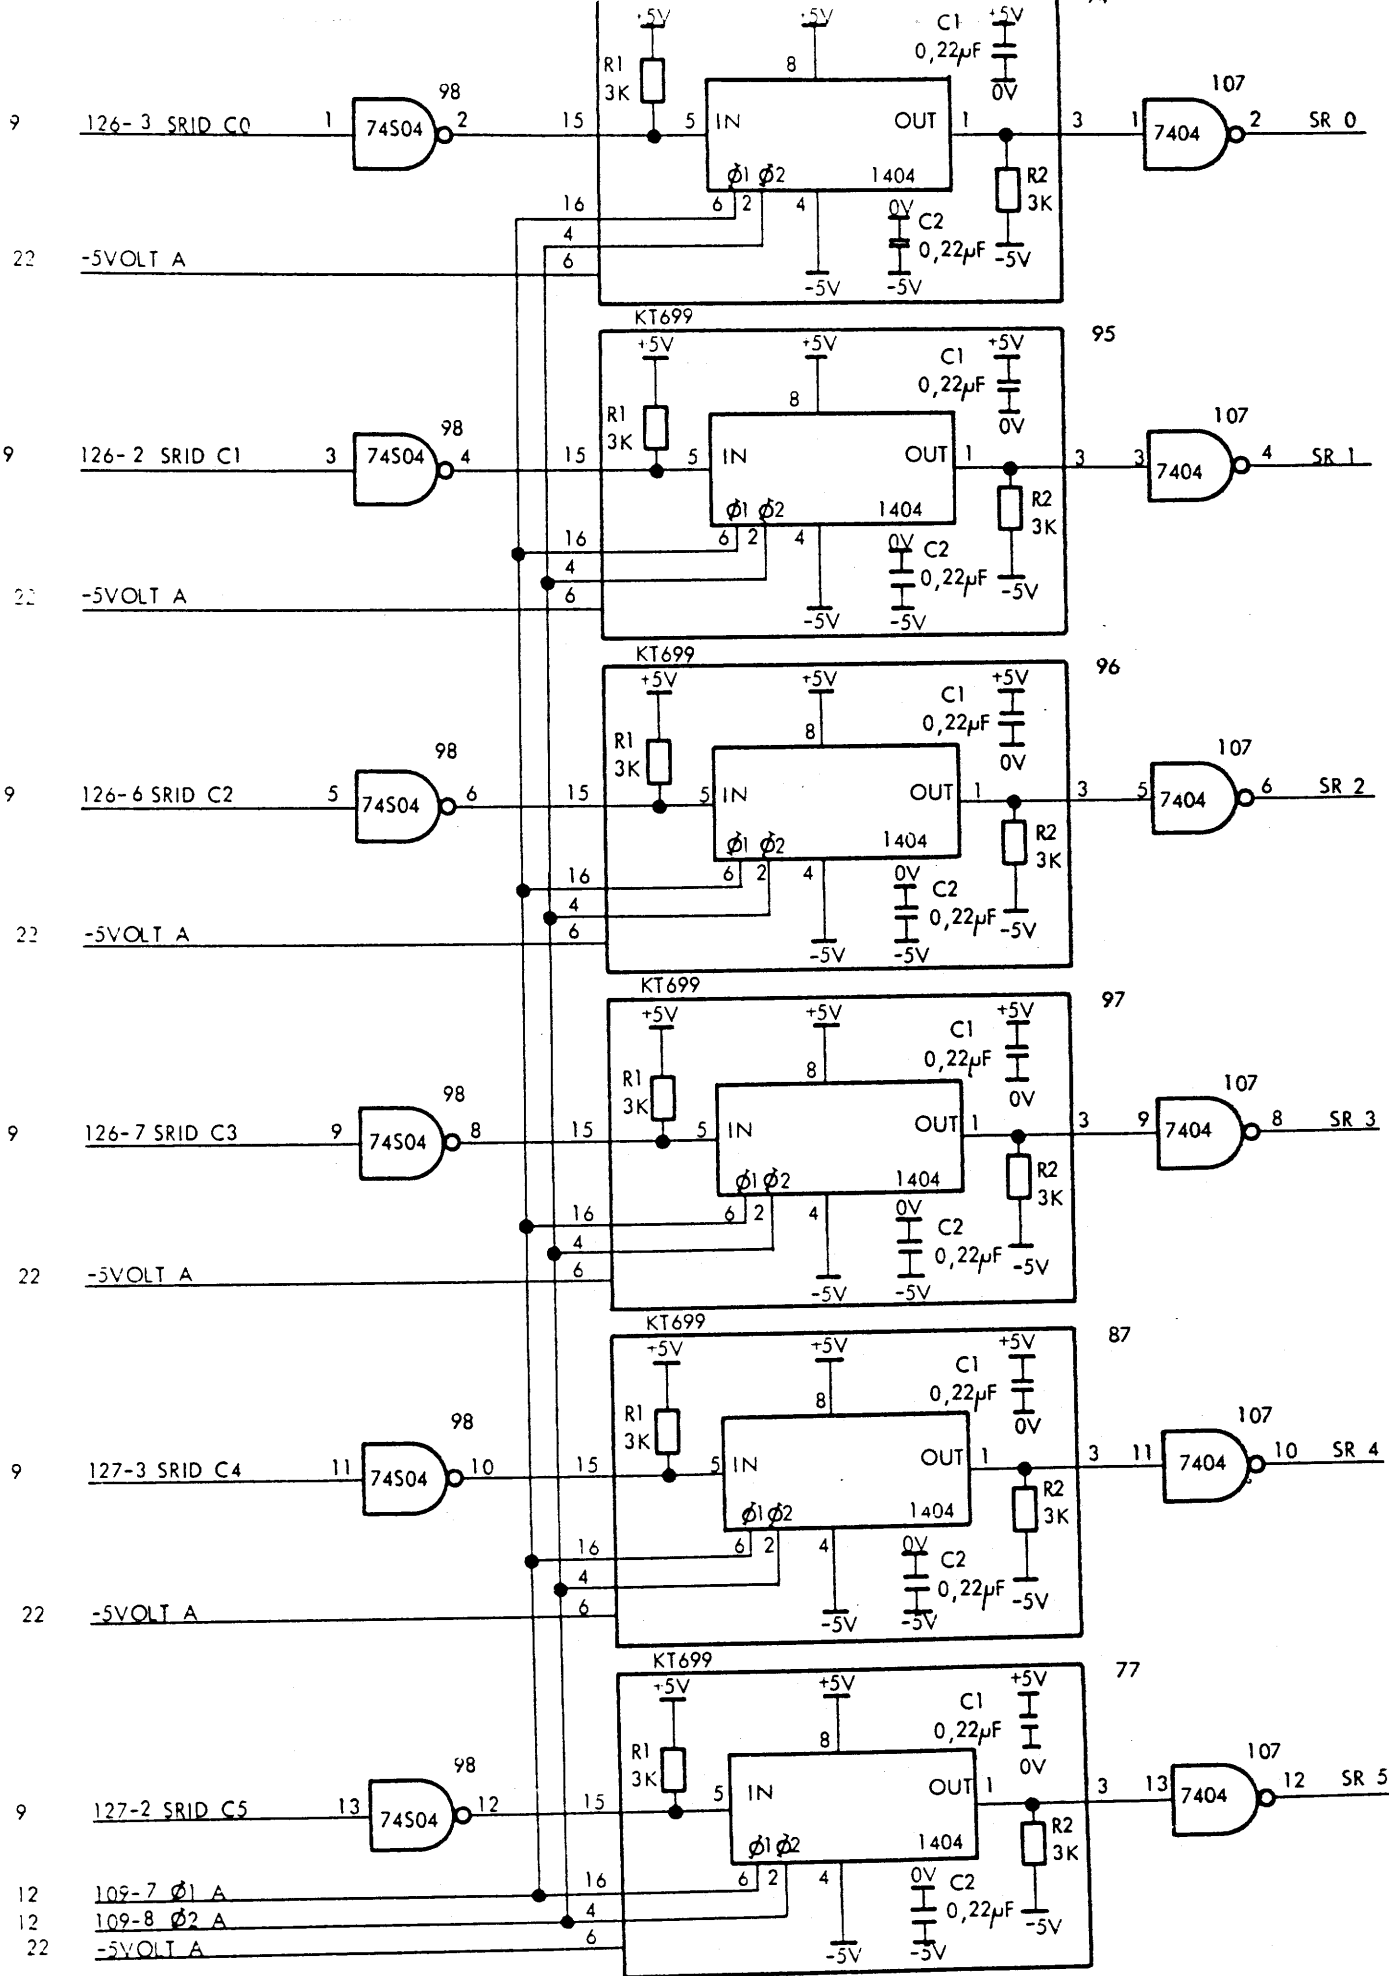 +5V +5V C1 +5V
R1 8 0,22µF
3K 0V
98 107
9 126-3 SRID C0 1 74S04 2 15 5 IN OUT 1 3 1 7404 2 SR 0
ϕ1 ϕ2 1404 R2
16 6 2 4 0V C2 3K
4 0,22µF -5V
22 -5VOLT A 6 -5V -5V
KT699 95
+5V +5V C1 +5V
8 0,22µF
R1 0V
3K
98 107
9 126-2 SRID C1 3 74S04 4 15 5 IN OUT 1 3 3 7404 4 SR 1
ϕ1 ϕ2 1404 R2
16 6 2 4 0V C2 3K
4 0,22µF -5V
22 -5VOLT A 6 -5V -5V
KT699 96
+5V +5V C1 +5V
8 0,22µF
R1 0V
3K
98 107
9 126-6 SRID C2 5 74S04 6 15 5 IN OUT 1 3 5 7404 6 SR 2
ϕ1 ϕ2 1404 R2
16 6 2 4 0V C2 3K
4 0,22µF -5V
22 -5VOLT A 6 -5V -5V
KT699 97
+5V +5V C1 +5V
8 0,22µF
R1 0V
3K
98 107
9 126-7 SRID C3 9 74S04 8 15 5 IN OUT 1 3 9 7404 8 SR 3
ϕ1 ϕ2 1404 R2
16 6 2 4 0V C2 3K
4 0,22µF -5V
22 -5VOLT A 6 -5V -5V
KT699 87
+5V +5V C1 +5V
8 0,22µF
R1 0V
3K
98 107
9 127-3 SRID C4 11 74S04 10 15 5 IN OUT 1 3 11 7404 10 SR 4
ϕ1 ϕ2 1404 R2
16 6 2 4 0V C2 3K
4 0,22µF -5V
22 -5VOLT A 6 -5V -5V
KT699 77
+5V +5V C1 +5V
8 0,22µF
R1 0V
3K
98 107
9 127-2 SRID C5 13 74S04 12 15 5 IN OUT 1 3 13 7404 12 SR 5
ϕ1 ϕ2 1404 R2
3K
12 109-7 Ø1 A 16 6 2 4 0V C2
12 109-8 Ø2 A 4 0,22µF -5V
22 -5VOLT A 6 -5V -5V